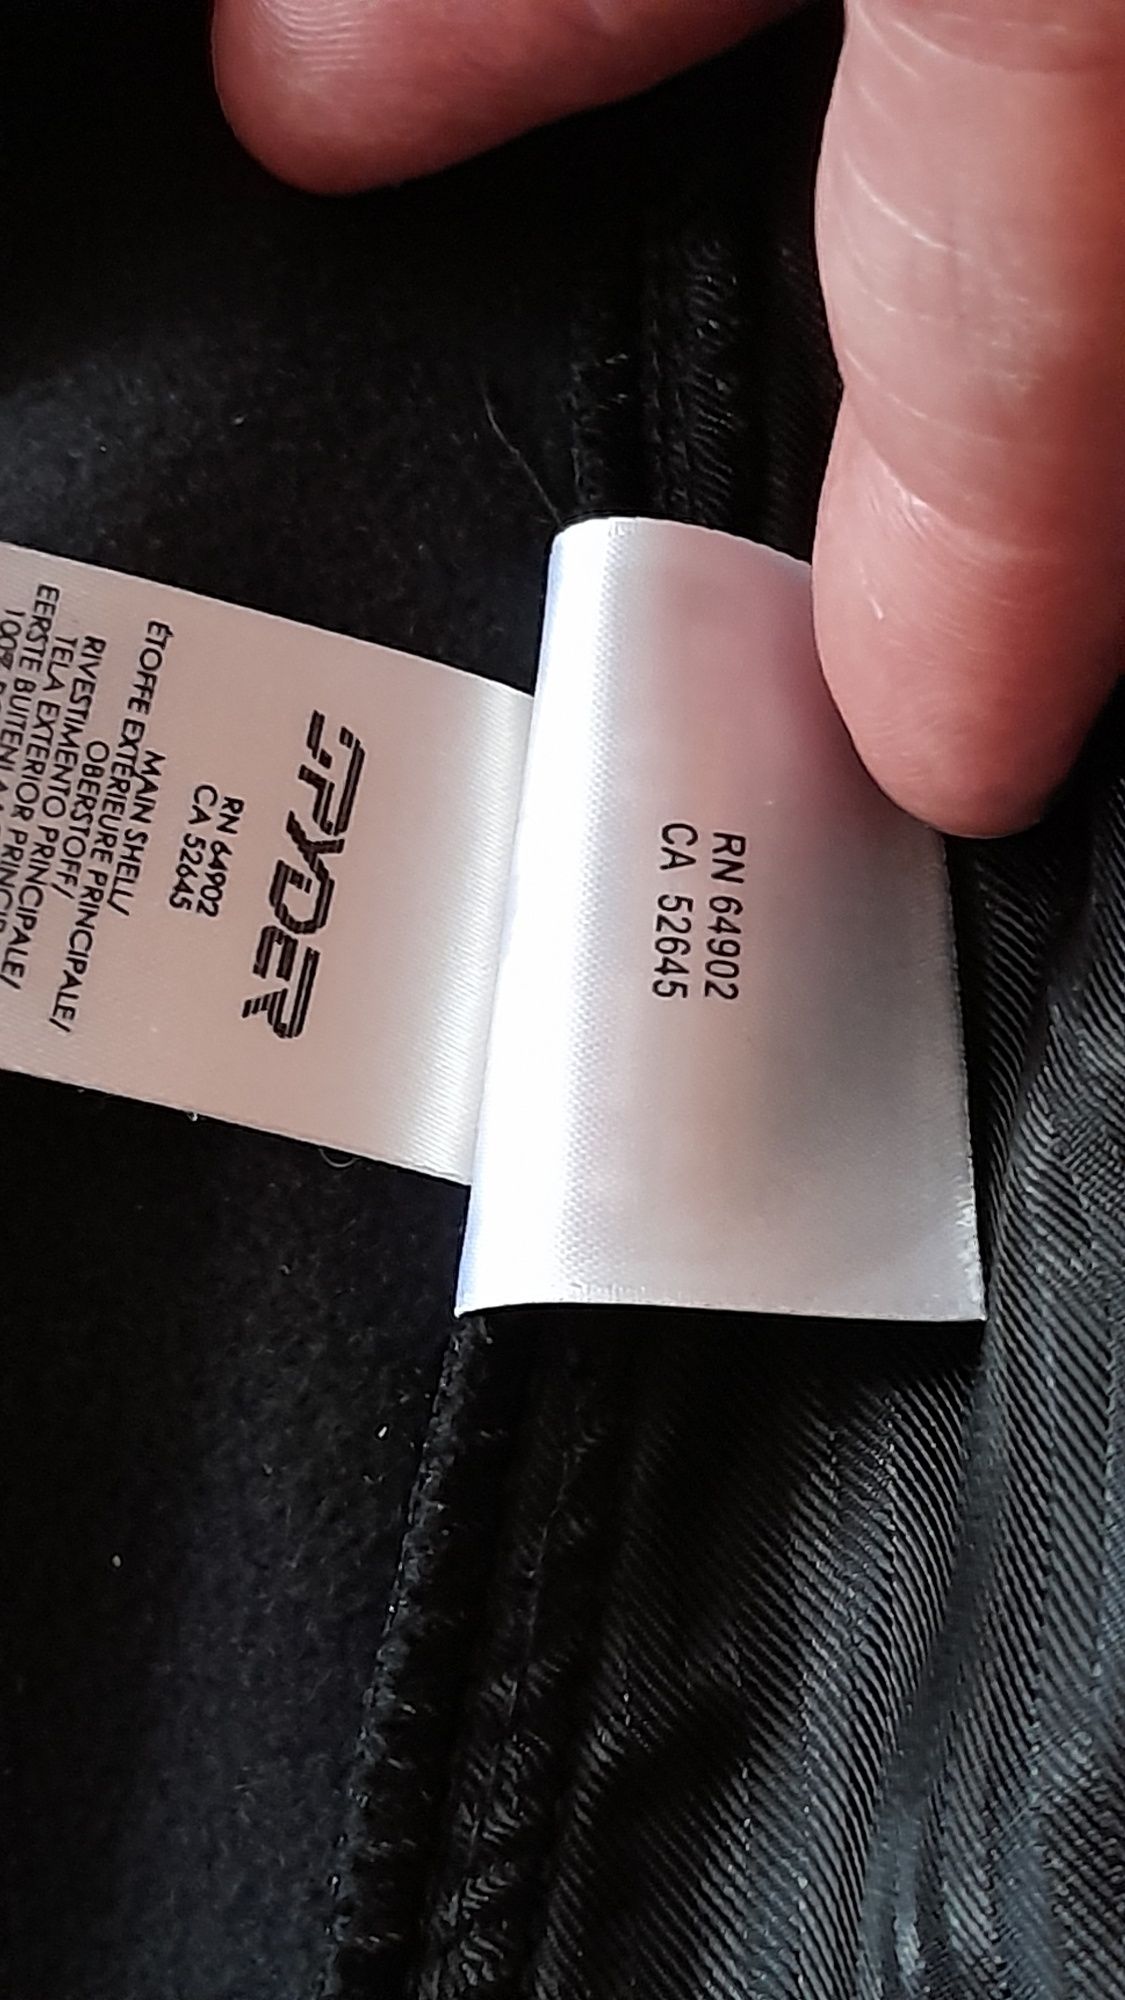 SPYDER
RN 64902
CA 52645
MAIN SHELL/
ÉTOFFE EXTÉRIEURE PRINCIPALE/
OBERSTOFF/
RIVESTIMENTO PRINCIPALE/
TELA EXTERIOR PRINCIPAL/
EERSTE BUITENLAAG
100%
RN 64902
CA 52645